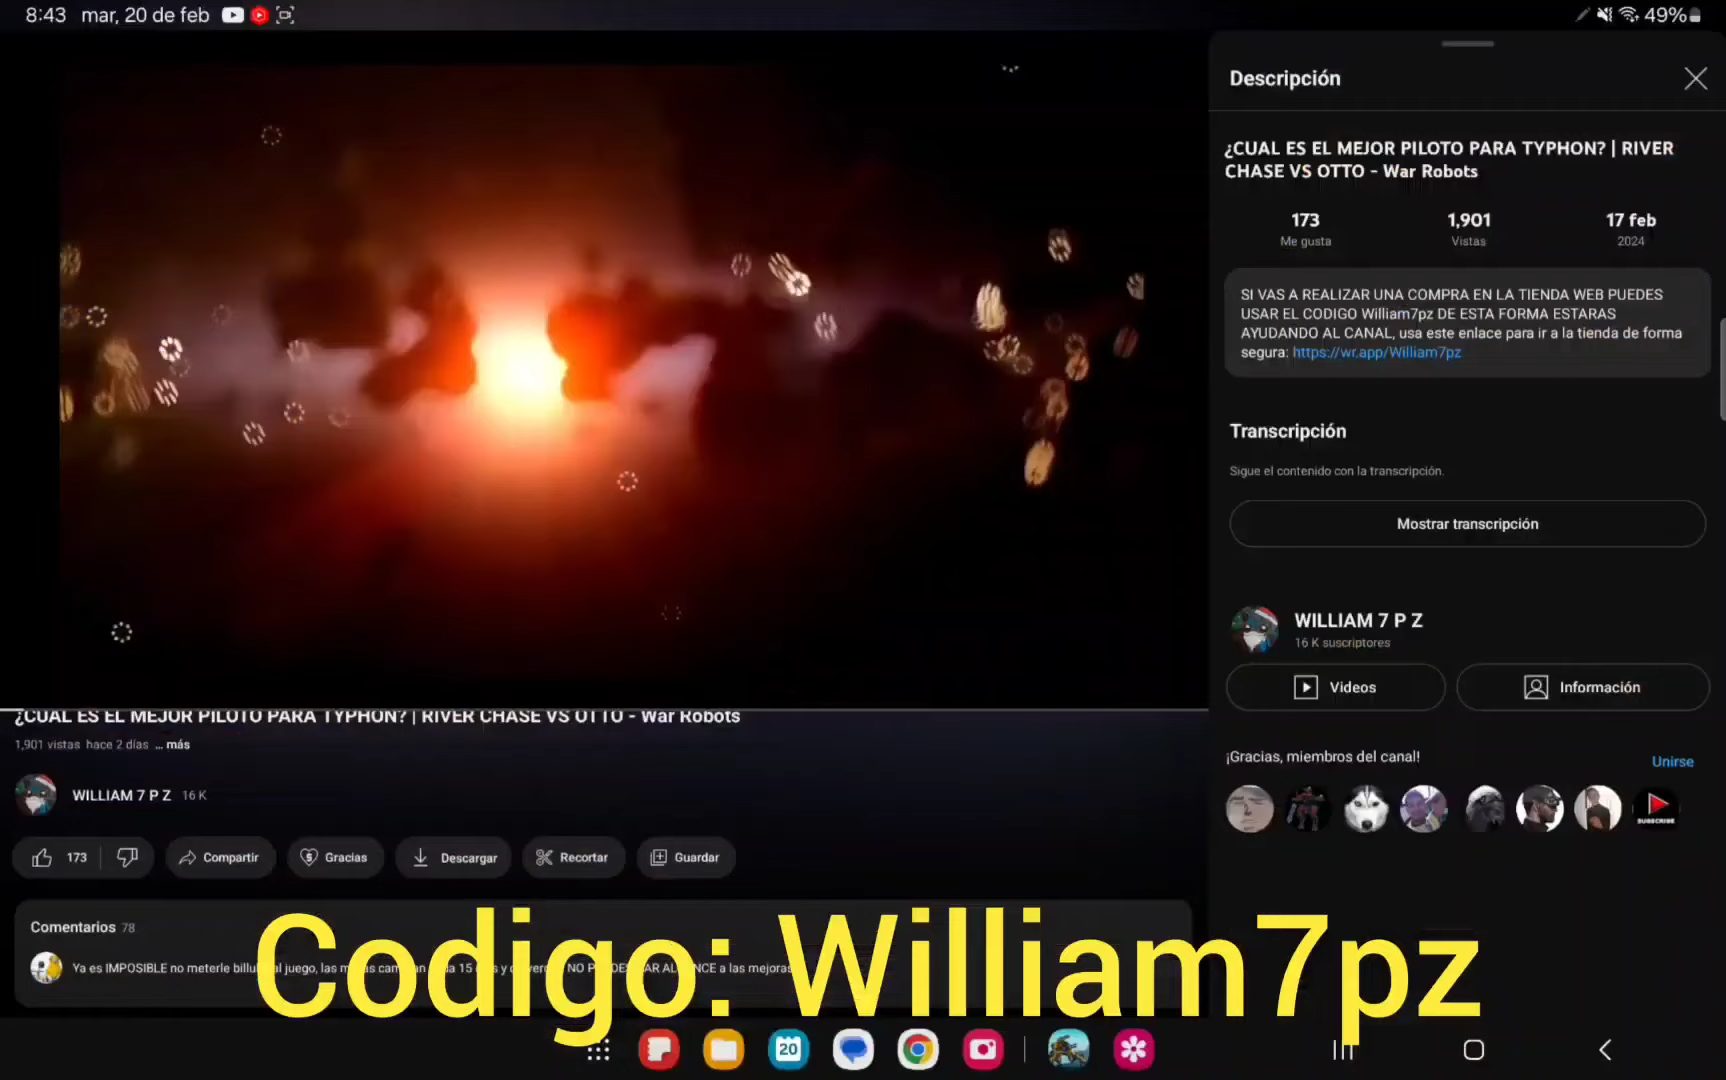 8:43 mar, 20 de feb
49%
Descripción
¿CUAL ES EL MEJOR PILOTO PARA TYPHON? | RIVER
CHASE VS OTTO - War Robots
173 1,901 17 feb
Me gusta Vistas 2024
SI VAS A REALIZAR UNA COMPRA EN LA TIENDA WEB PUEDES
USAR EL CODIGO William7pz DE ESTA FORMA ESTARAS
AYUDANDO AL CANAL, usa este enlace para ir a la tienda de forma
segura: https://wr.app/William7pz
Transcripción
Sigue el contenido con la transcripción.
Mostrar transcripción
WILLIAM 7 P Z
16 K suscriptores
Videos Información
¡Gracias, miembros del canal!
Unirse
SUBSCRIBE
¿CUAL ES EL MEJOR PILOTO PARA TYPHON? | RIVER CHASE VS OTTO - War Robots
1,901 vistas hace 2 días ... más
WILLIAM 7 P Z 16 K
173 Compartir Gracias Descargar Recortar Guardar
Comentarios 78
Ya es IMPOSIBLE no meterle al juego, las a 15 y NO a las mejoras
Codigo: William7pz
20